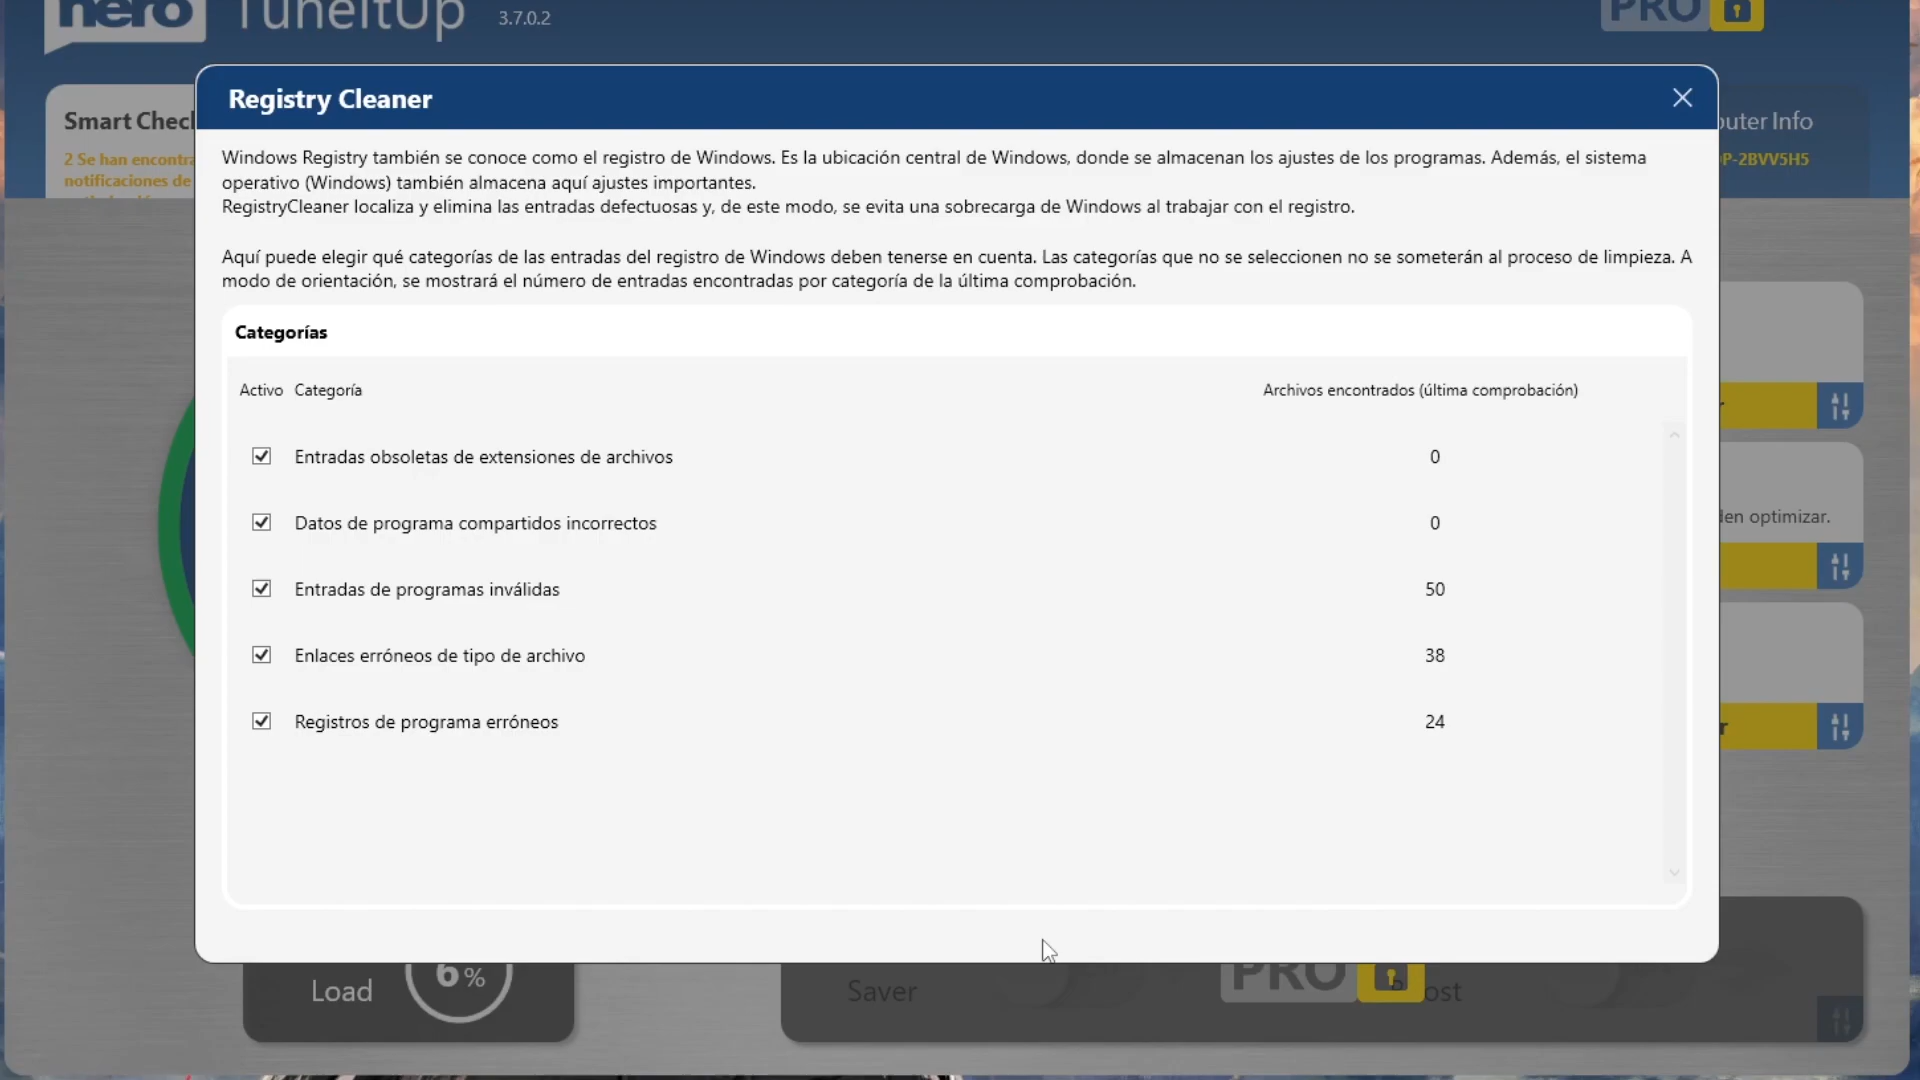 nero TuneItUp 3.7.0.2 PRO
Registry Cleaner
Smart Chec
2 Se han encontra
notificaciones de
uter Info
P-2BVV5H5
Windows Registry también se conoce como el registro de Windows. Es la ubicación central de Windows, donde se almacenan los ajustes de los programas. Además, el sistema
operativo (Windows) también almacena aquí ajustes importantes.
RegistryCleaner localiza y elimina las entradas defectuosas y, de este modo, se evita una sobrecarga de Windows al trabajar con el registro.
Aquí puede elegir qué categorías de las entradas del registro de Windows deben tenerse en cuenta. Las categorías que no se seleccionen no se someterán al proceso de limpieza. A
modo de orientación, se mostrará el número de entradas encontradas por categoría de la última comprobación.
Categorías
Activo Categoría Archivos encontrados (última comprobación)
Entradas obsoletas de extensiones de archivos 0
Datos de programa compartidos incorrectos 0
den optimizar.
Entradas de programas inválidas 50
Enlaces erróneos de tipo de archivo 38
Registros de programa erróneos 24
Load 6% Saver PRO ost